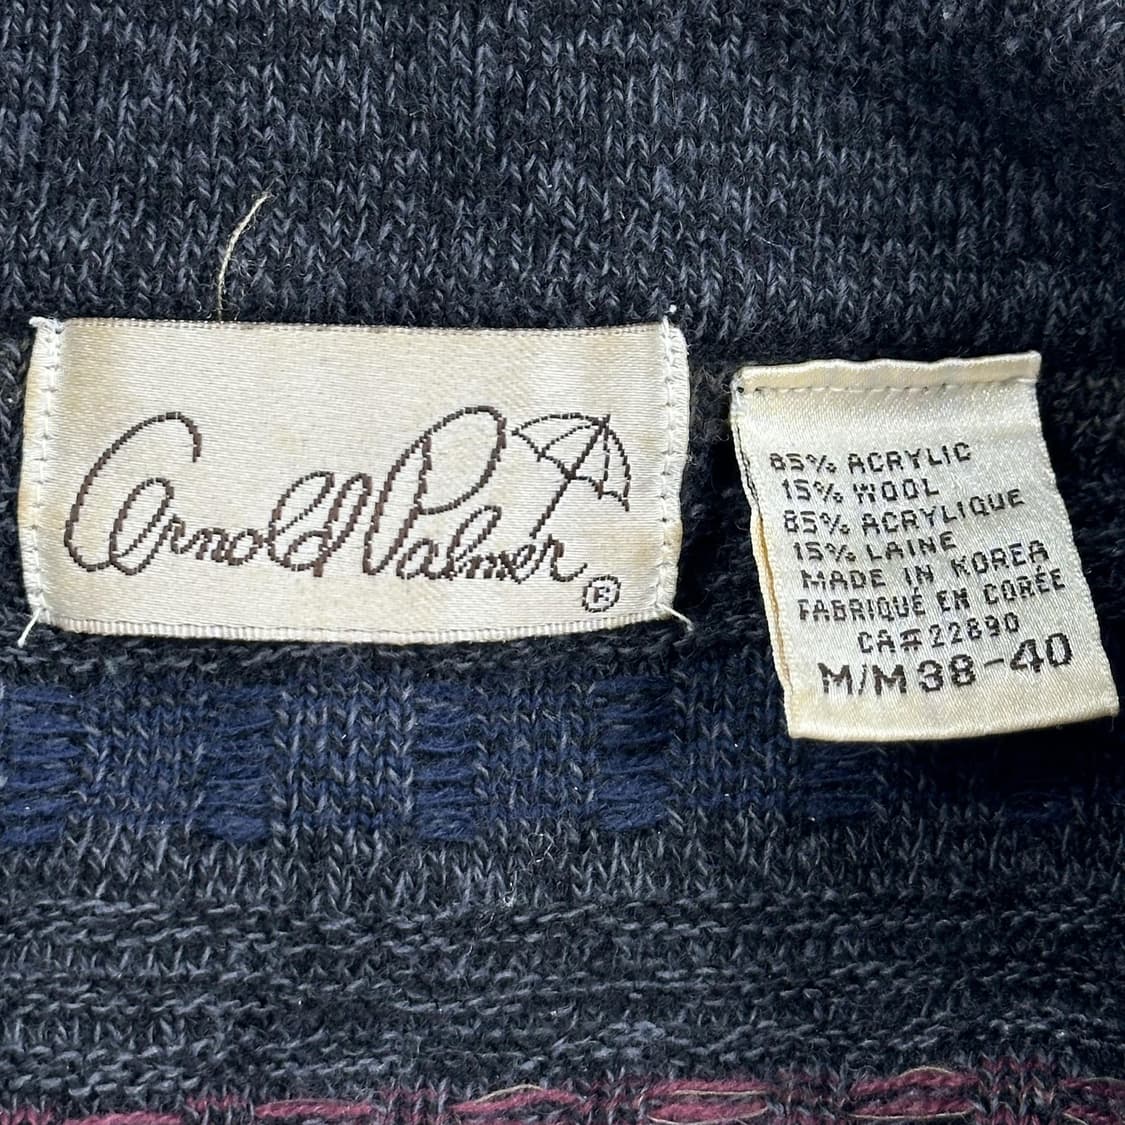 Arnold Palmer
®
85% ACRYLIC
15% WOOL
85% ACRYLIQUE
15% LAINE
MADE IN KOREA
FABRIQUÉ EN CORÉE
CA#22890
M/M 38-40